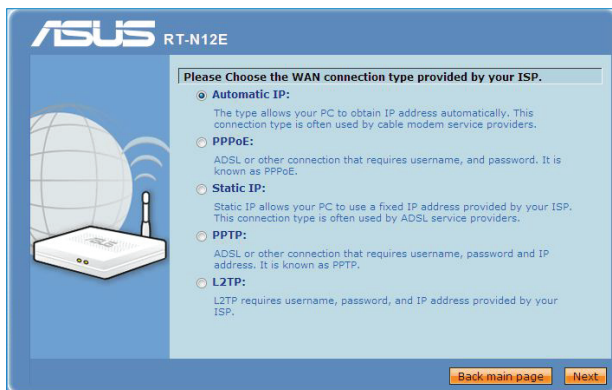 ASUS RT-N12E
Please Choose the WAN connection type provided by your ISP.
Automatic IP:
The type allows your PC to obtain IP address automatically. This
connection type is often used by cable modem service providers.
PPPoE:
ADSL or other connection that requires username, and password. It is
known as PPPoE.
Static IP:
Static IP allows your PC to use a fixed IP address provided by your ISP.
This connection type is often used by ADSL service providers.
PPTP:
ADSL or other connection that requires username, password and IP
address. It is known as PPTP.
L2TP:
L2TP requires username, password, and IP address provided by your
ISP.
ASUS
Back main page Next